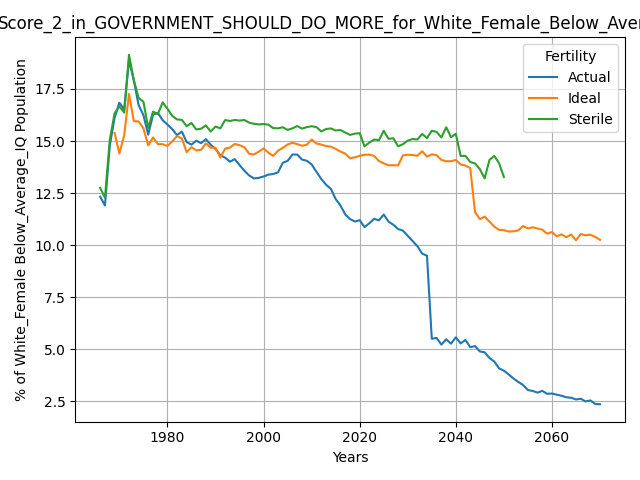 Score_2_in_GOVERNMENT_SHOULD_DO_MORE_for_White_Female_Below_Aver
% of White_Female Below_Average_IQ Population
17.5
15.0
12.5
10.0
7.5
5.0
2.5
Fertility
Actual
Ideal
Sterile
1980
2000
2020
2040
2060
Years